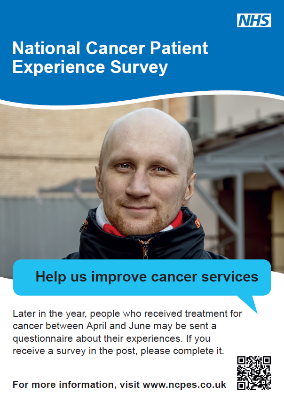 NHS
National Cancer Patient
Experience Survey
Help us improve cancer services
Later in the year, people who received treatment for
cancer between April and June may be sent a
questionnaire about their experiences. If you
receive a survey in the post, please complete it.
For more information, visit www.ncpes.co.uk